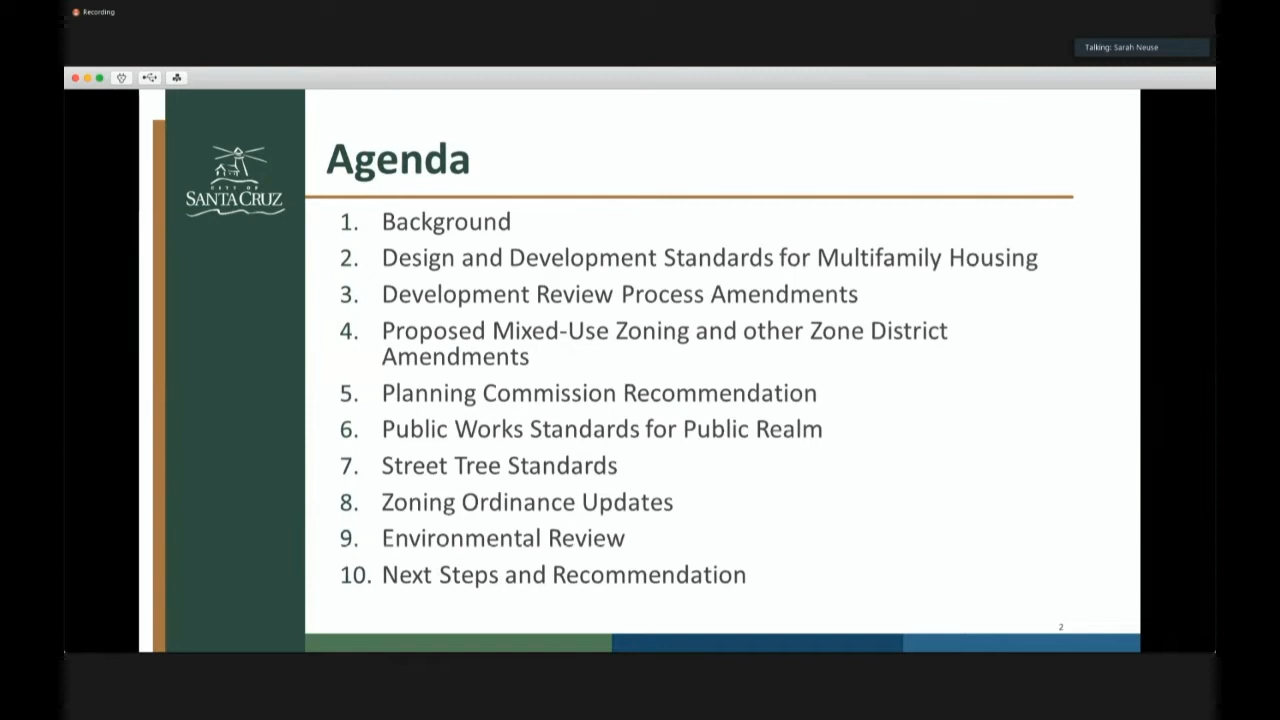 Recording
Talking: Sarah Neuse
CITY OF
SANTA CRUZ
Agenda
1. Background
2. Design and Development Standards for Multifamily Housing
3. Development Review Process Amendments
4. Proposed Mixed-Use Zoning and other Zone District
Amendments
5. Planning Commission Recommendation
6. Public Works Standards for Public Realm
7. Street Tree Standards
8. Zoning Ordinance Updates
9. Environmental Review
10. Next Steps and Recommendation
2